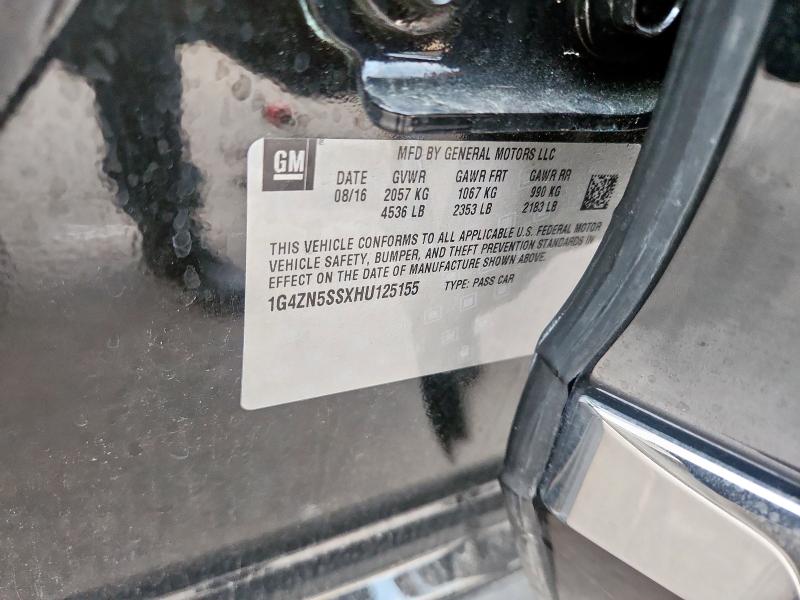 GM
MFD BY GENERAL MOTORS LLC
DATE GVWR GAWR FRT GAWR RR
08/16 2057 KG 1067 KG 990 KG
4536 LB 2353 LB 2183 LB
THIS VEHICLE CONFORMS TO ALL APPLICABLE U.S. FEDERAL MOTOR
VEHICLE SAFETY, BUMPER, AND THEFT PREVENTION STANDARDS IN
EFFECT ON THE DATE OF MANUFACTURE SHOWN ABOVE.
1G4ZN5SSXHU125155 TYPE: PASS CAR